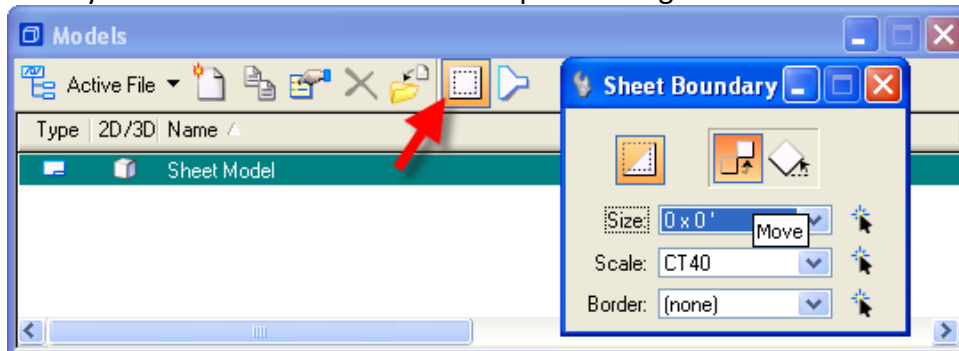 Models
Active File
Sheet Boundary
Type 2D/3D Name
Sheet Model
Size: 0 x 0 '
Move
Scale: CT40
Border: (none)